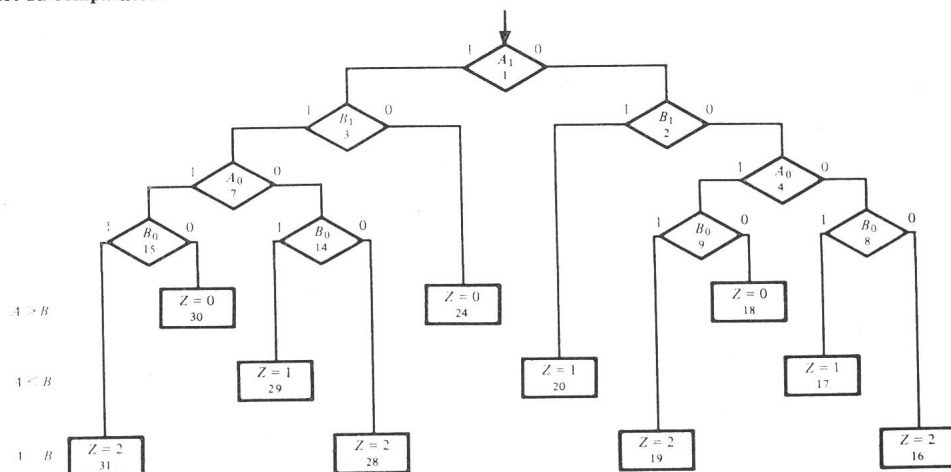 1 A₁ 0
1
1 B₁ 0
3
1 B₁ 0
2
1 A₀ 0
7
1 A₀ 0
4
1 B₀ 0
15
1 B₀ 0
14
1 B₀ 0
9
1 B₀ 0
8
A > B
Z = 0
30
Z = 0
24
Z = 0
18
A < B
Z = 1
29
Z = 1
20
Z = 1
17
A B
Z = 2
31
Z = 2
28
Z = 2
19
Z = 2
16